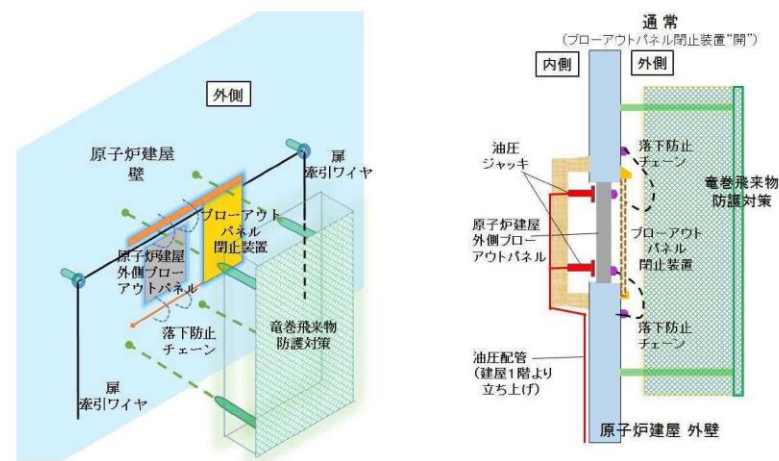 外側
原子炉建屋
壁
扉
牽引ワイヤ
ブローアウト
パネル
閉止装置
原子炉建屋
外側ブロー
アウトパネル
竜巻飛来物
防護対策
落下防止
チェーン
扉
牽引ワイヤ
通常
(ブローアウトパネル閉止装置“開”)
内側
外側
油圧
ジャッキ
落下防止
チェーン
竜巻飛来物
防護対策
原子炉建屋
外側ブロー
アウトパネル
ブローアウト
パネル
閉止装置
落下防止
チェーン
油圧配管
(建屋1階より
立ち上げ)
原子炉建屋 外壁